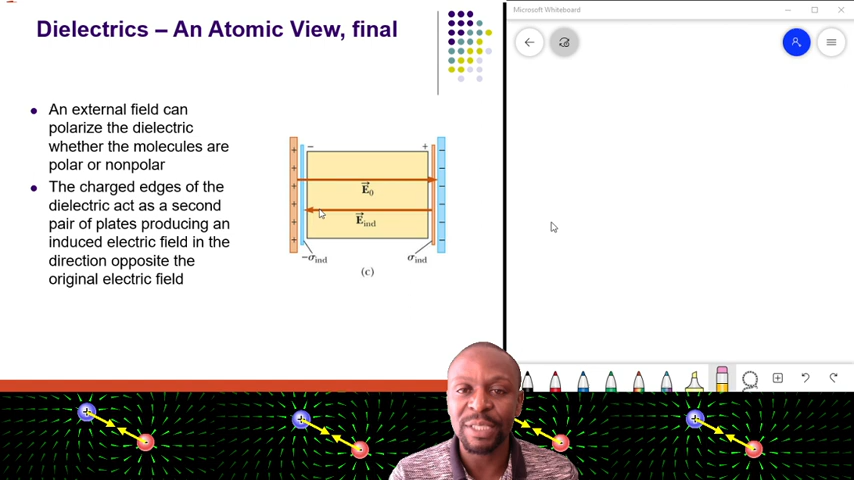 Dielectrics – An Atomic View, final
Microsoft Whiteboard
An external field can
polarize the dielectric
whether the molecules are
polar or nonpolar
The charged edges of the
dielectric act as a second
pair of plates producing an
induced electric field in the
direction opposite the
original electric field
− +
E⃗0
E⃗ind
−σind σind
(c)